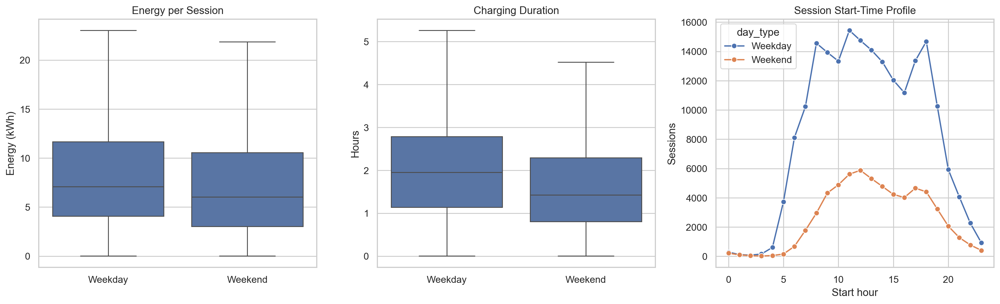 Energy per Session
Energy (kWh)
20
15
10
5
0
Weekday
Weekend
Charging Duration
Hours
5
4
3
2
1
0
Weekday
Weekend
Session Start-Time Profile
Sessions
16000
14000
12000
10000
8000
6000
4000
2000
0
day_type
Weekday
Weekend
0
5
10
15
20
Start hour